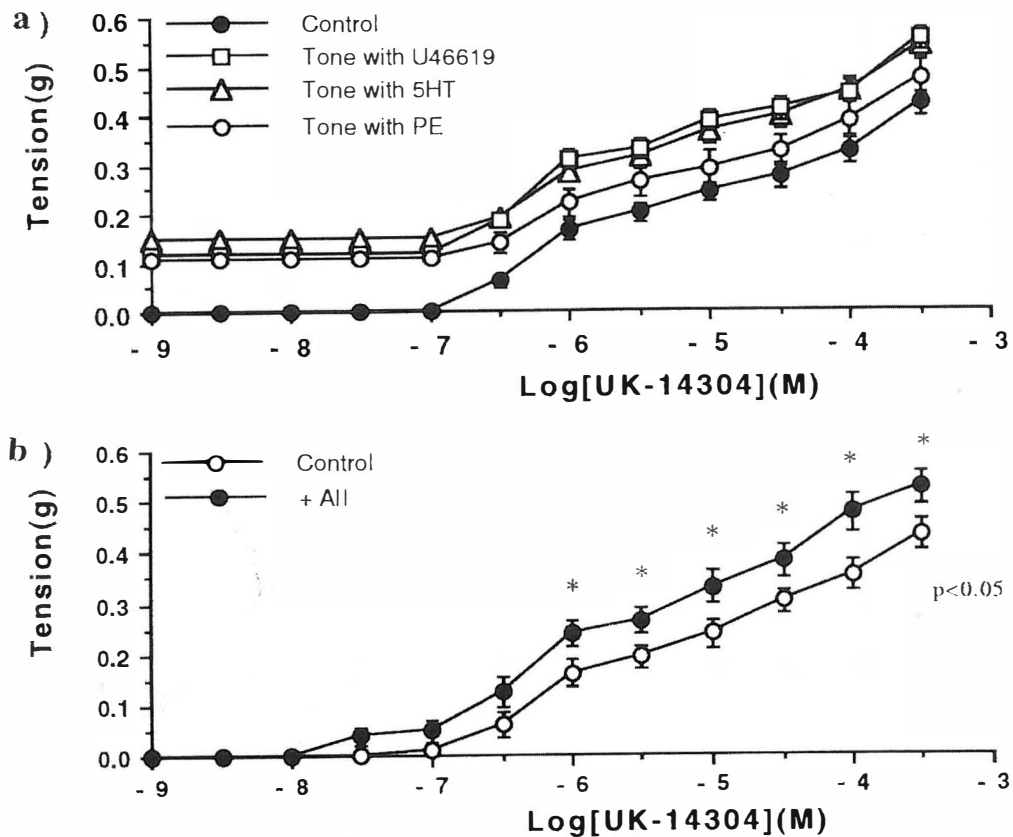 a )
Control
Tone with U46619
Tone with 5HT
Tone with PE
Tension(g)
0.6
0.5
0.4
0.3
0.2
0.1
0.0
- 9 - 8 - 7 - 6 - 5 - 4 - 3
Log[UK-14304](M)
b )
Control
+ AII
Tension(g)
0.6
0.5
0.4
0.3
0.2
0.1
0.0
* * * * * * *
p<0.05
- 9 - 8 - 7 - 6 - 5 - 4 - 3
Log[UK-14304](M)